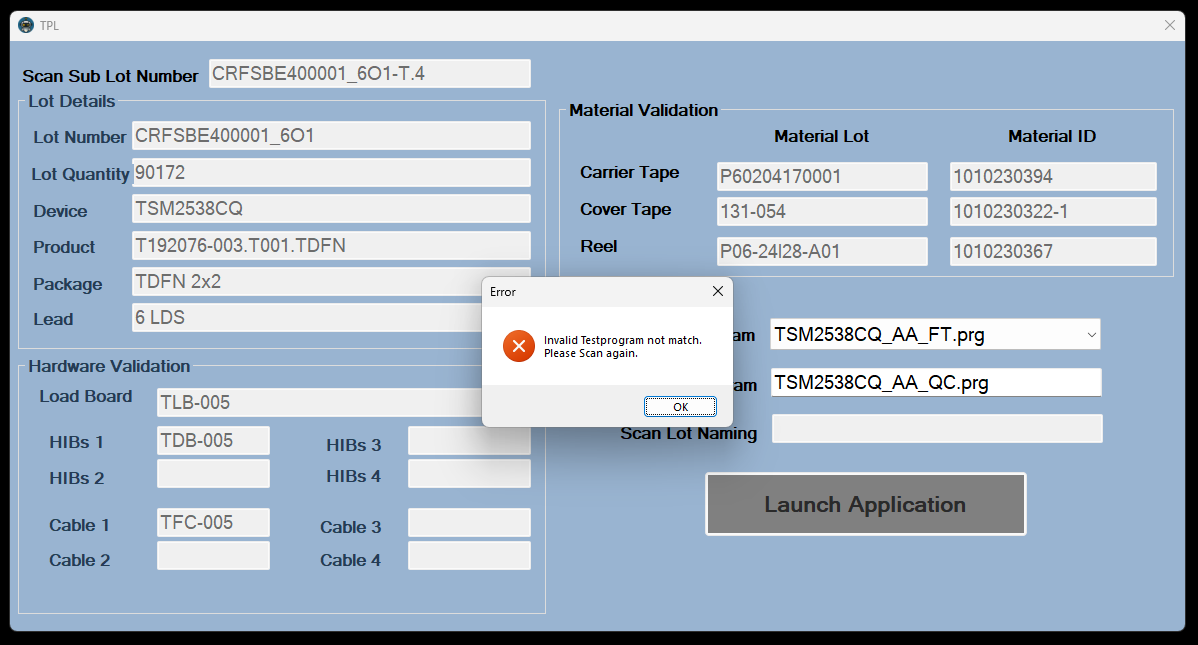 TPL
Scan Sub Lot Number CRFSBE400001_6O1-T.4
Lot Details
Lot Number CRFSBE400001_6O1
Lot Quantity 90172
Device TSM2538CQ
Product T192076-003.T001.TDFN
Package TDFN 2x2
Lead 6 LDS
Hardware Validation
Load Board TLB-005
HIBs 1 TDB-005
HIBs 3
HIBs 2
HIBs 4
Cable 1 TFC-005
Cable 3
Cable 2
Cable 4
Material Validation
Material Lot Material ID
Carrier Tape P60204170001 1010230394
Cover Tape 131-054 1010230322-1
Reel P06-24I28-A01 1010230367
am TSM2538CQ_AA_FT.prg
am TSM2538CQ_AA_QC.prg
Scan Lot Naming
Launch Application
Error
Invalid Testprogram not match.
Please Scan again.
OK